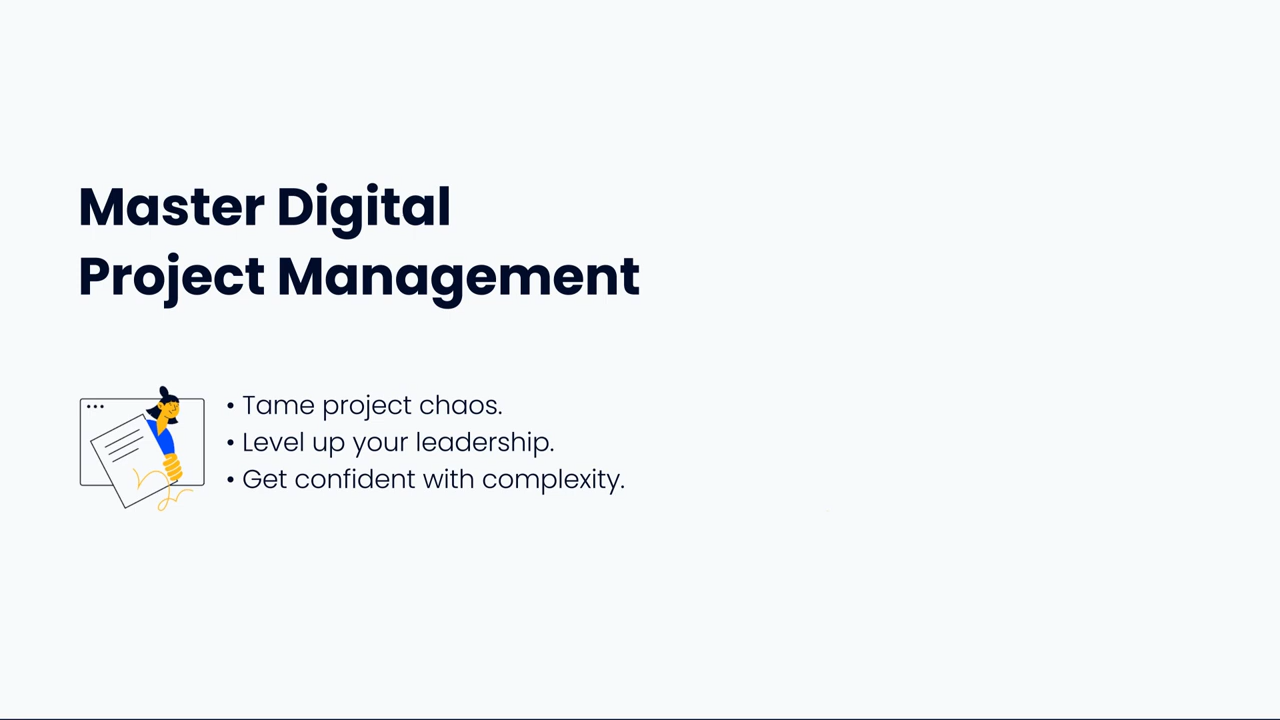 Master Digital
Project Management
• Tame project chaos.
• Level up your leadership.
• Get confident with complexity.